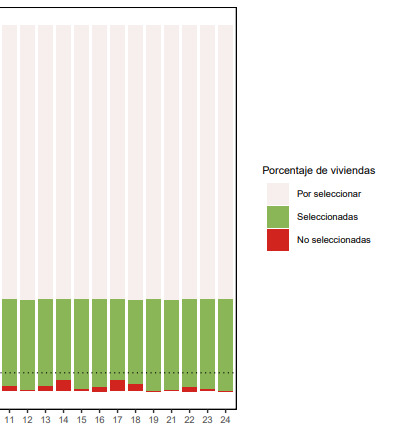 Porcentaje de viviendas
Por seleccionar
Seleccionadas
No seleccionadas
11 12 13 14 15 16 17 18 19 21 22 23 24